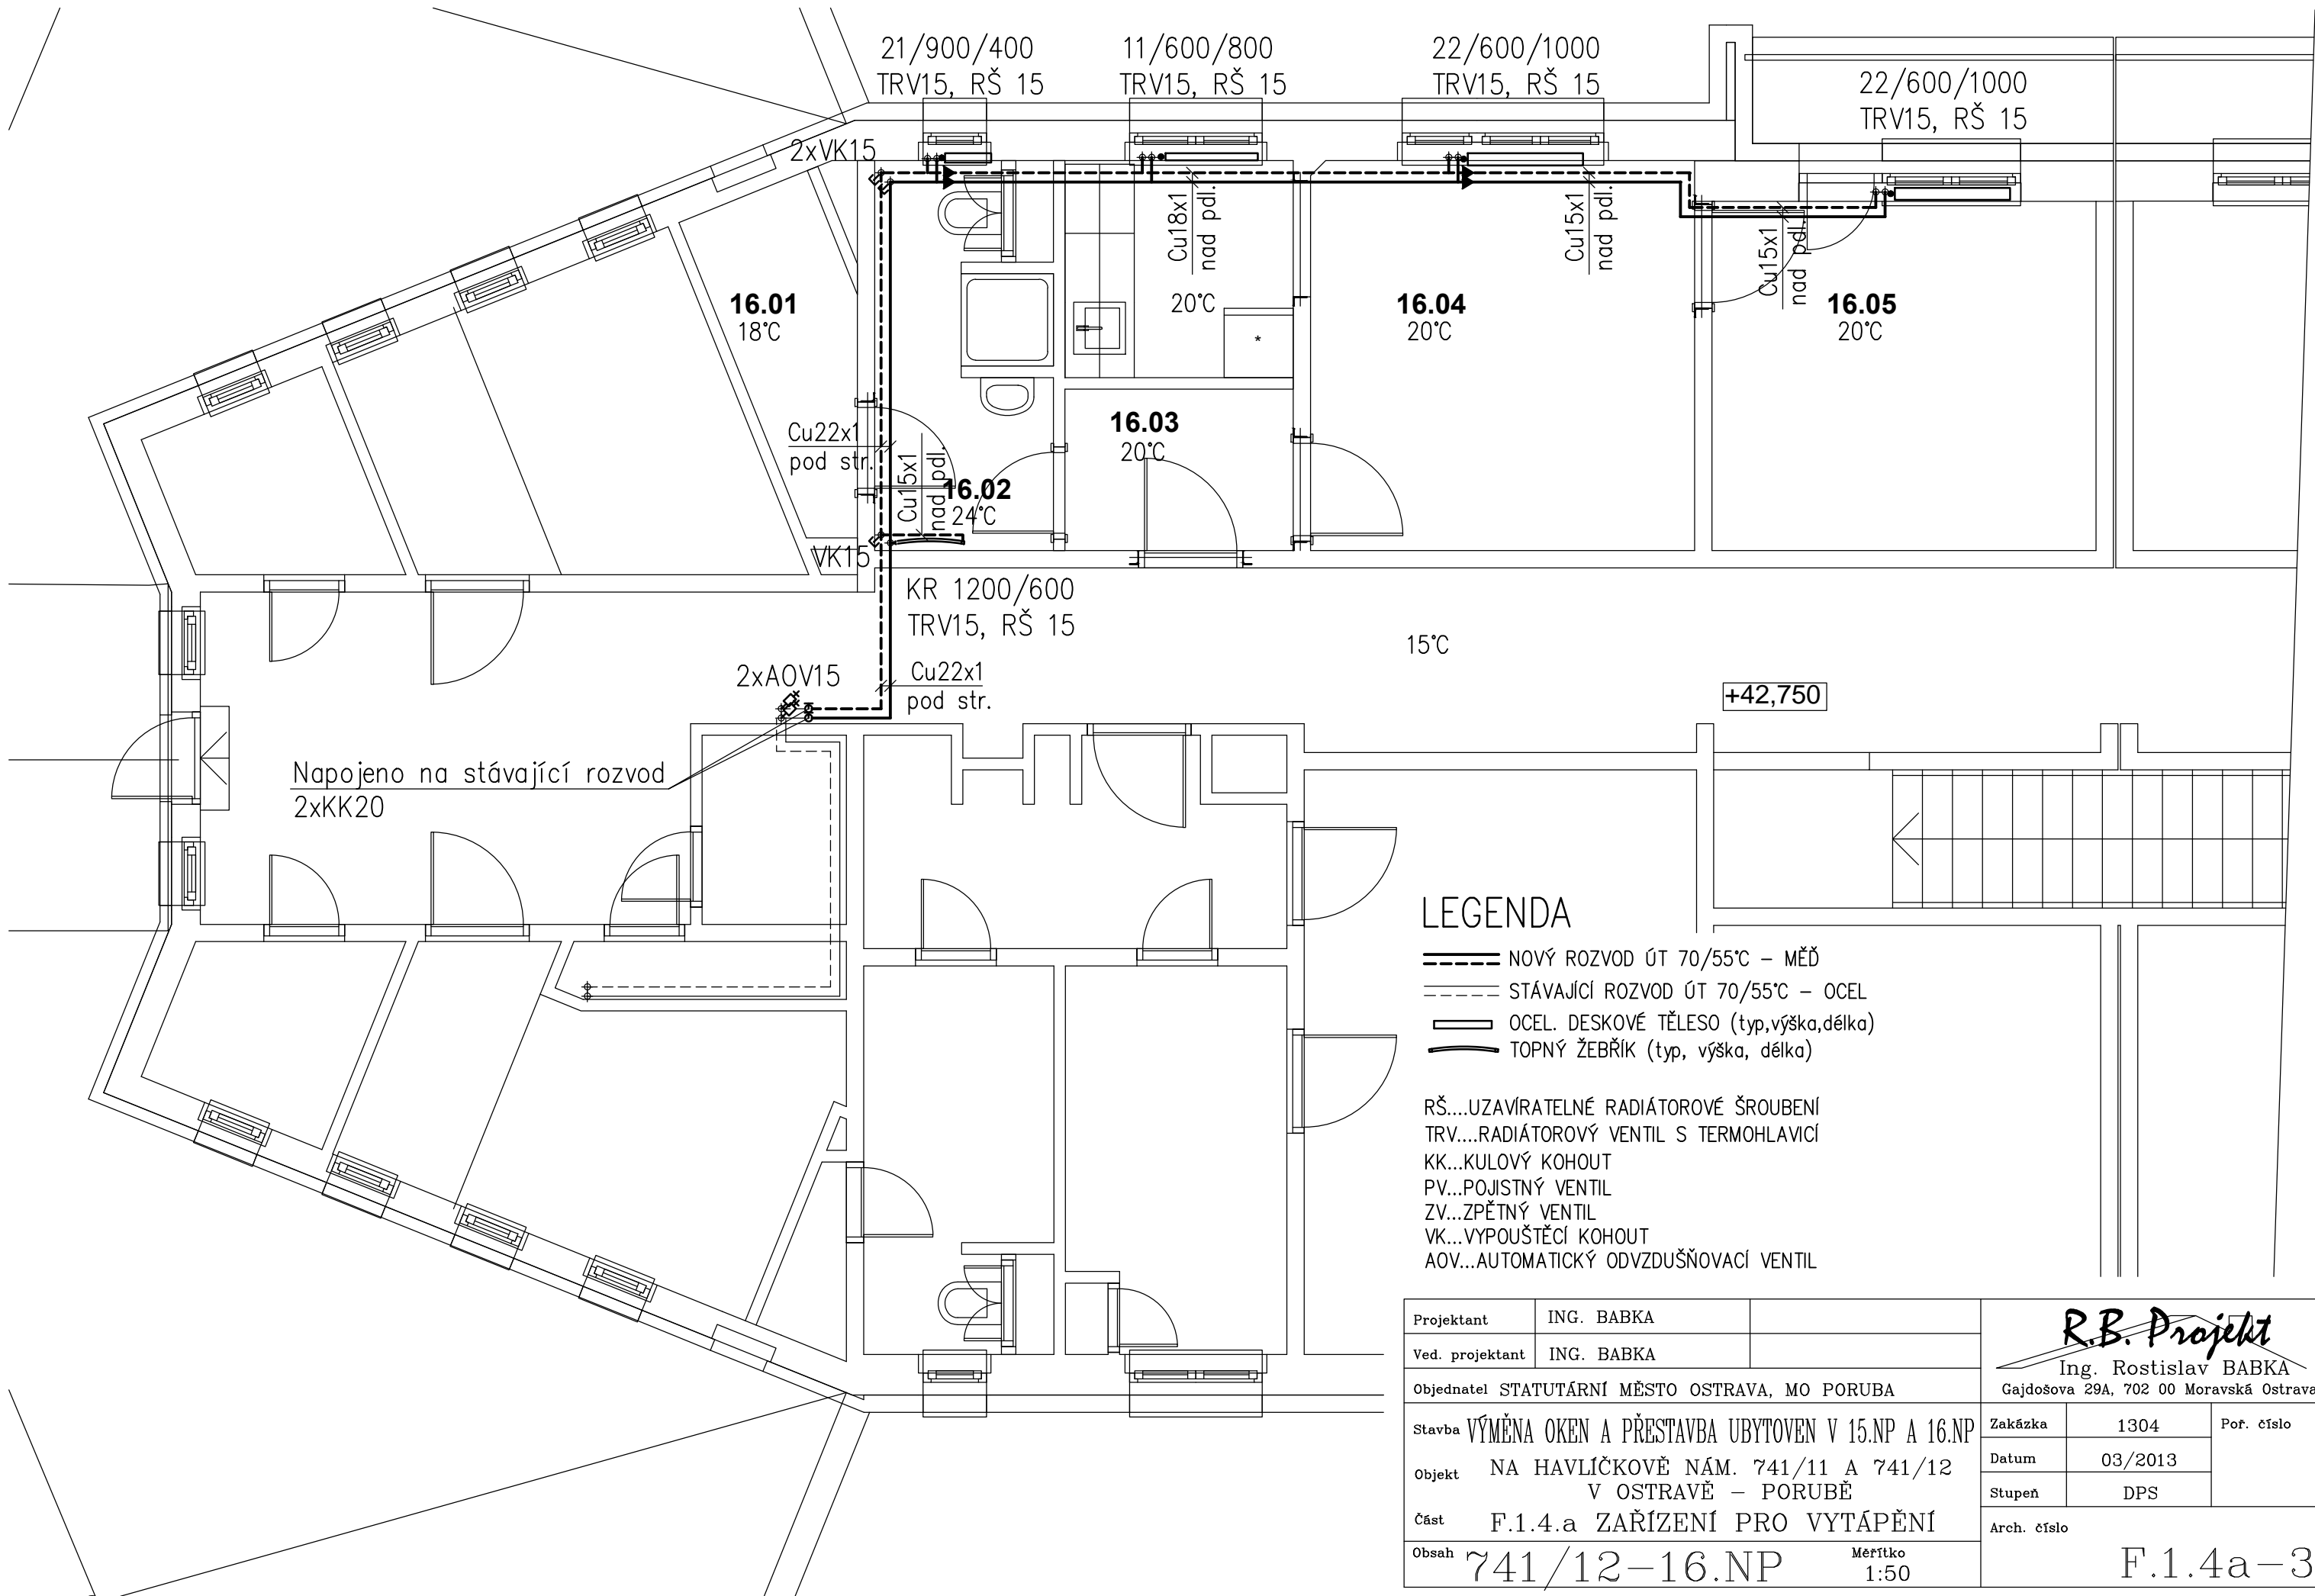 21/900/400
TRV15, RŠ 15
11/600/800
TRV15, RŠ 15
22/600/1000
TRV15, RŠ 15
22/600/1000
TRV15, RŠ 15
2xVK15
Cu18x1
nad pdl.
Cu15x1
nad pdl.
Cu15x1
nad pdl.
16.01
18°C
20°C
16.04
20°C
16.05
20°C
*
16.03
20°C
Cu22x1
pod str.
Cu15x1
nad pdl.
16.02
24°C
VK15
KR 1200/600
TRV15, RŠ 15
15°C
2xAOV15
Cu22x1
pod str.
+42,750
Napojeno na stávající rozvod
2xKK20
LEGENDA
NOVÝ ROZVOD ÚT 70/55°C – MĚĎ
STÁVAJÍCÍ ROZVOD ÚT 70/55°C – OCEL
OCEL. DESKOVÉ TĚLESO (typ,výška,délka)
TOPNÝ ŽEBŘÍK (typ, výška, délka)
RŠ....UZAVÍRATELNÉ RADIÁTOROVÉ ŠROUBENÍ
TRV....RADIÁTOROVÝ VENTIL S TERMOHLAVICÍ
KK...KULOVÝ KOHOUT
PV...POJISTNÝ VENTIL
ZV...ZPĚTNÝ VENTIL
VK...VYPOUŠTĚCÍ KOHOUT
AOV...AUTOMATICKÝ ODVZDUŠŇOVACÍ VENTIL
Projektant ING. BABKA
Ved. projektant ING. BABKA
Objednatel STATUTÁRNÍ MĚSTO OSTRAVA, MO PORUBA
Stavba VÝMĚNA OKEN A PŘESTAVBA UBYTOVEN V 15.NP A 16.NP
Objekt NA HAVLÍČKOVĚ NÁM. 741/11 A 741/12
V OSTRAVĚ – PORUBĚ
Část F.1.4.a ZAŘÍZENÍ PRO VYTÁPĚNÍ
Obsah 741/12–16.NP
Měřítko
1:50
R.B. Projekt
Ing. Rostislav BABKA
Gajdošova 29A, 702 00 Moravská Ostrava
Zakázka 1304
Poř. číslo
Datum 03/2013
Stupeň DPS
Arch. číslo
F.1.4a–3